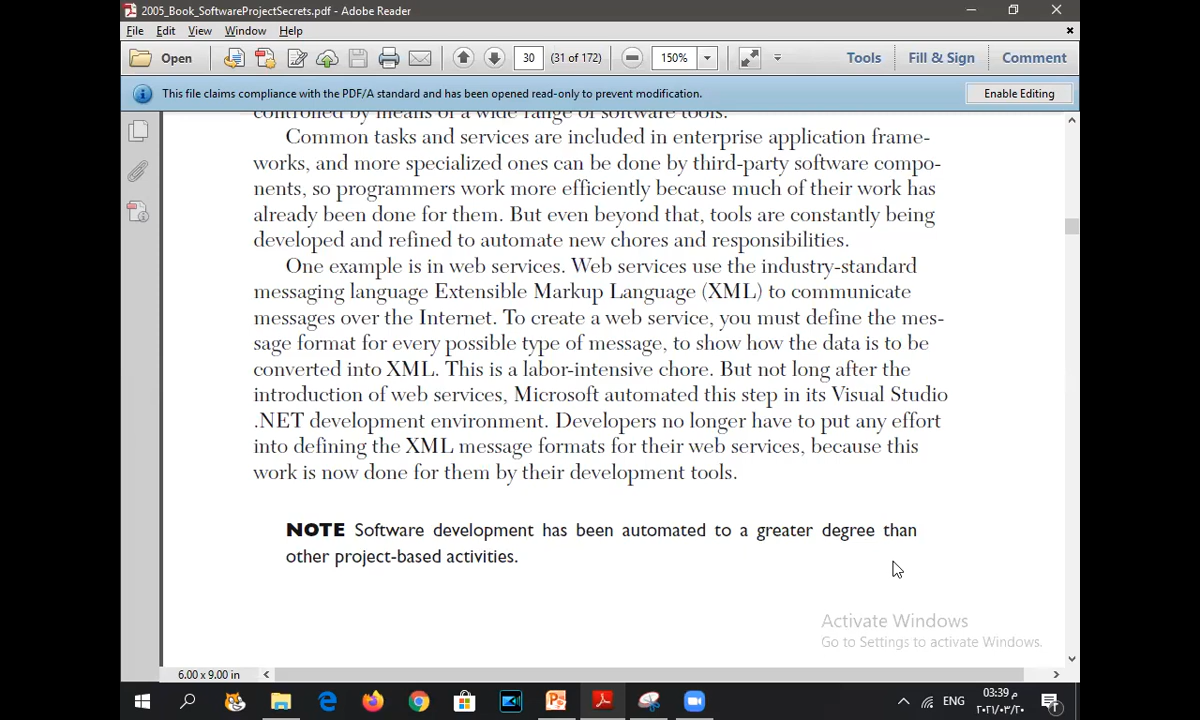 2005_Book_SoftwareProjectSecrets.pdf - Adobe Reader
File Edit View Window Help
Open 30 (31 of 172) 150% Tools Fill & Sign Comment
This file claims compliance with the PDF/A standard and has been opened read-only to prevent modification. Enable Editing
controlled by means of a wide range of software tools.
Common tasks and services are included in enterprise application frame-
works, and more specialized ones can be done by third-party software compo-
nents, so programmers work more efficiently because much of their work has
already been done for them. But even beyond that, tools are constantly being
developed and refined to automate new chores and responsibilities.
One example is in web services. Web services use the industry-standard
messaging language Extensible Markup Language (XML) to communicate
messages over the Internet. To create a web service, you must define the mes-
sage format for every possible type of message, to show how the data is to be
converted into XML. This is a labor-intensive chore. But not long after the
introduction of web services, Microsoft automated this step in its Visual Studio
.NET development environment. Developers no longer have to put any effort
into defining the XML message formats for their web services, because this
work is now done for them by their development tools.
NOTE Software development has been automated to a greater degree than
other project-based activities.
Activate Windows
Go to Settings to activate Windows.
6.00 x 9.00 in
ENG 03:39 م
٢٠٢١/٠٣/٢٠